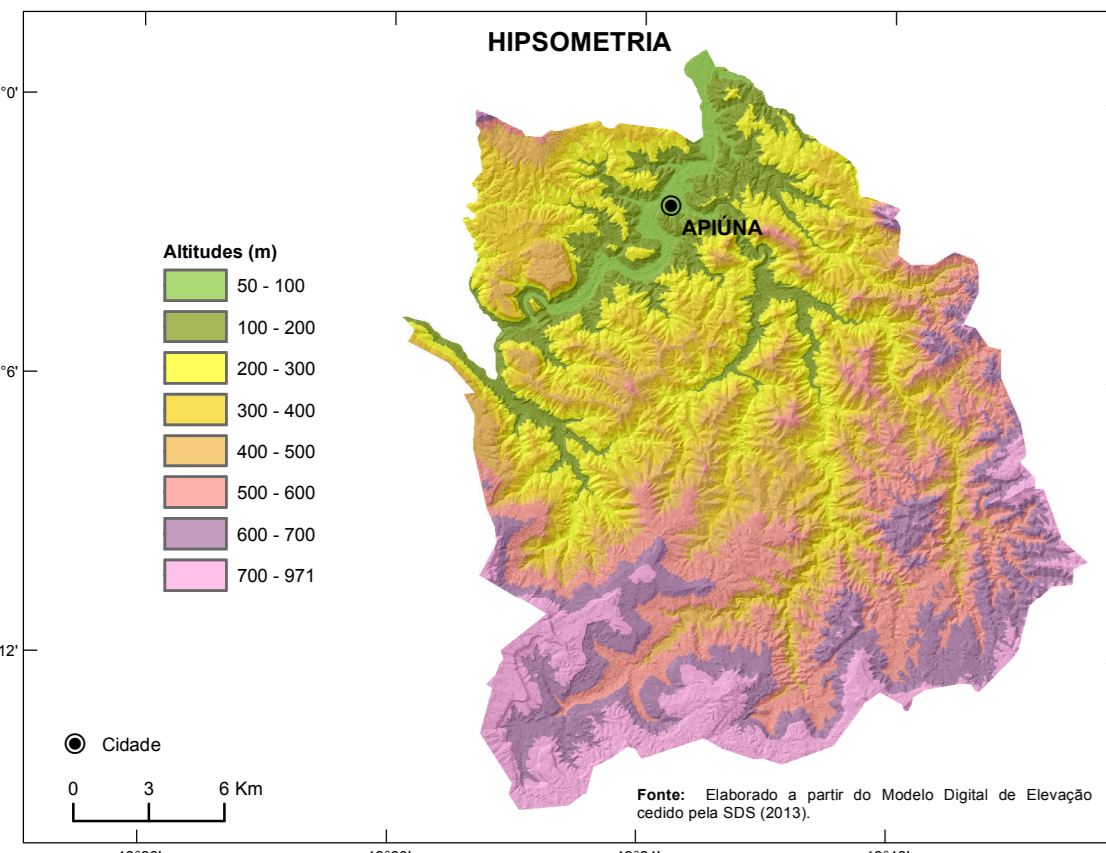 HIPSOMETRIA
°0'
APIÚNA
Altitudes (m)
50 - 100
100 - 200
200 - 300
300 - 400
400 - 500
500 - 600
600 - 700
700 - 971
°6'
12'
Cidade
0 3 6 Km
Fonte: Elaborado a partir do Modelo Digital de Elevação
cedido pela SDS (2013).